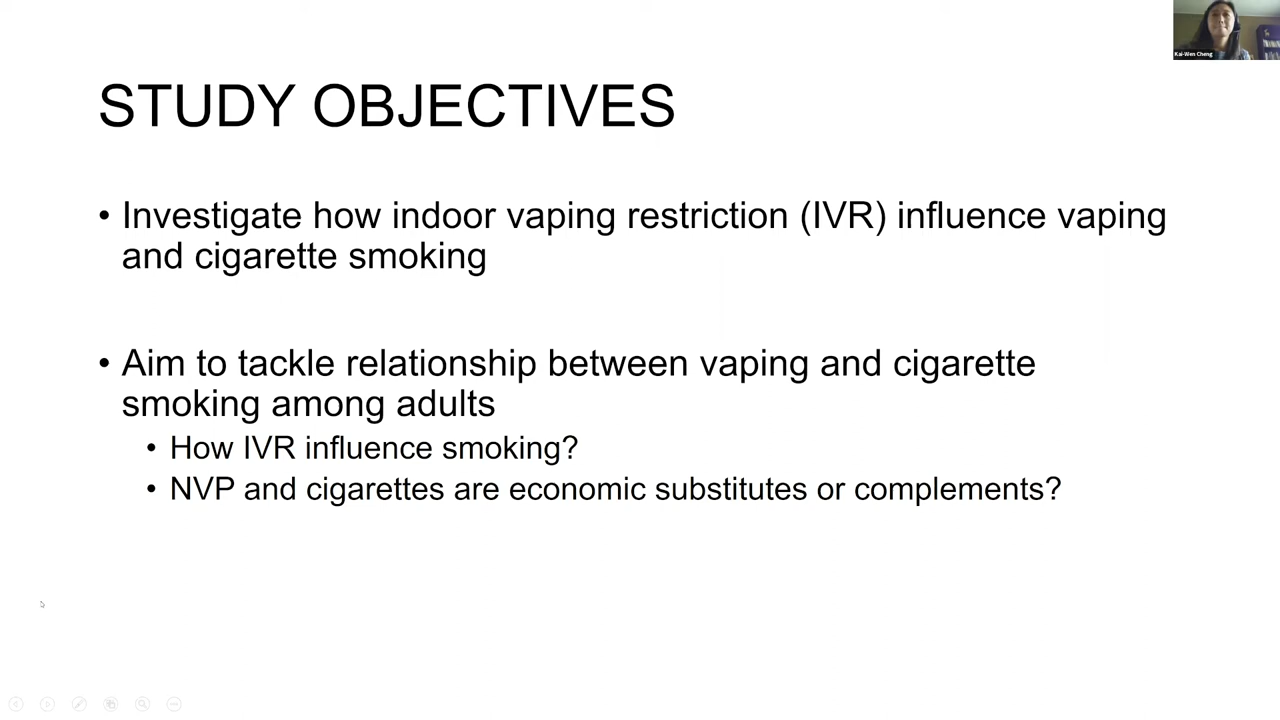 Kai-Wen Cheng
STUDY OBJECTIVES
• Investigate how indoor vaping restriction (IVR) influence vaping
and cigarette smoking
• Aim to tackle relationship between vaping and cigarette
smoking among adults
• How IVR influence smoking?
• NVP and cigarettes are economic substitutes or complements?